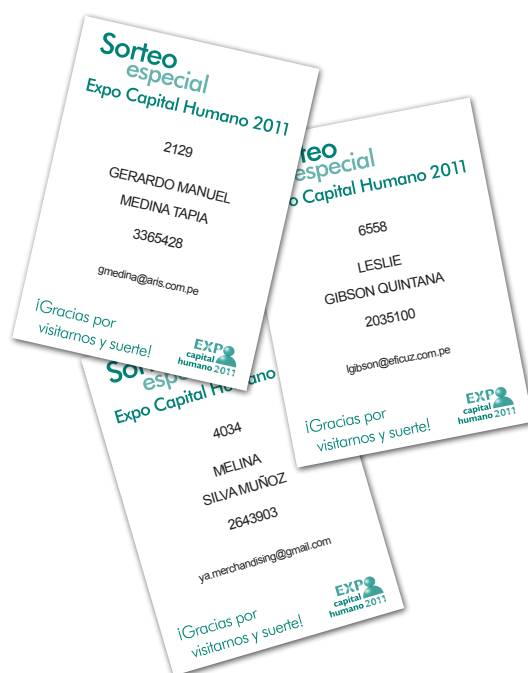 Sorteo
especial
Expo Capital Humano 2011
2129
GERARDO MANUEL
MEDINA TAPIA
3365428
gmedina@aris.com.pe
¡Gracias por
visitarnos y suerte!
EXPO
capital
humano 2011
especial
Capital Humano 2011
6558
LESLIE
GIBSON QUINTANA
2035100
lgibson@eficuz.com.pe
¡Gracias por
visitarnos y suerte!
EXPO
capital
humano 2011
Expo Capital Humano
4034
MELINA
SILVA MUÑOZ
2643903
ya.merchandising@gmail.com
¡Gracias por
visitarnos y suerte!
EXPO
capital
humano 2011